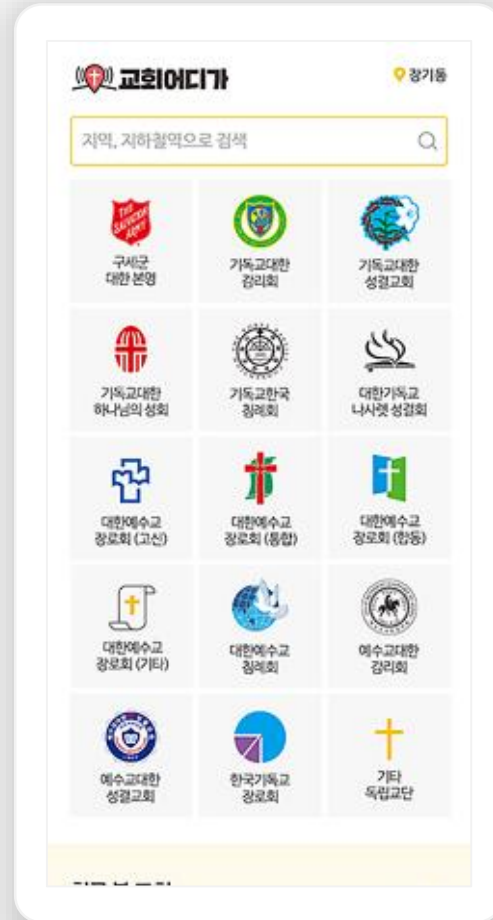 교회어디가
장기동
지역, 지하철역으로 검색
THE
SALVATION
ARMY
구세군
대한 본영
기독교대한
감리회
기독교대한
성결교회
기독교대한
하나님의 성회
기독교한국
침례회
대한기독교
나사렛 성결회
대한예수교
장로회 (고신)
대한예수교
장로회 (통합)
대한예수교
장로회 (합동)
대한예수교
장로회 (기타)
대한예수교
침례회
예수교대한
감리회
예수교대한
성결교회
한국기독교
장로회
기타
독립교단